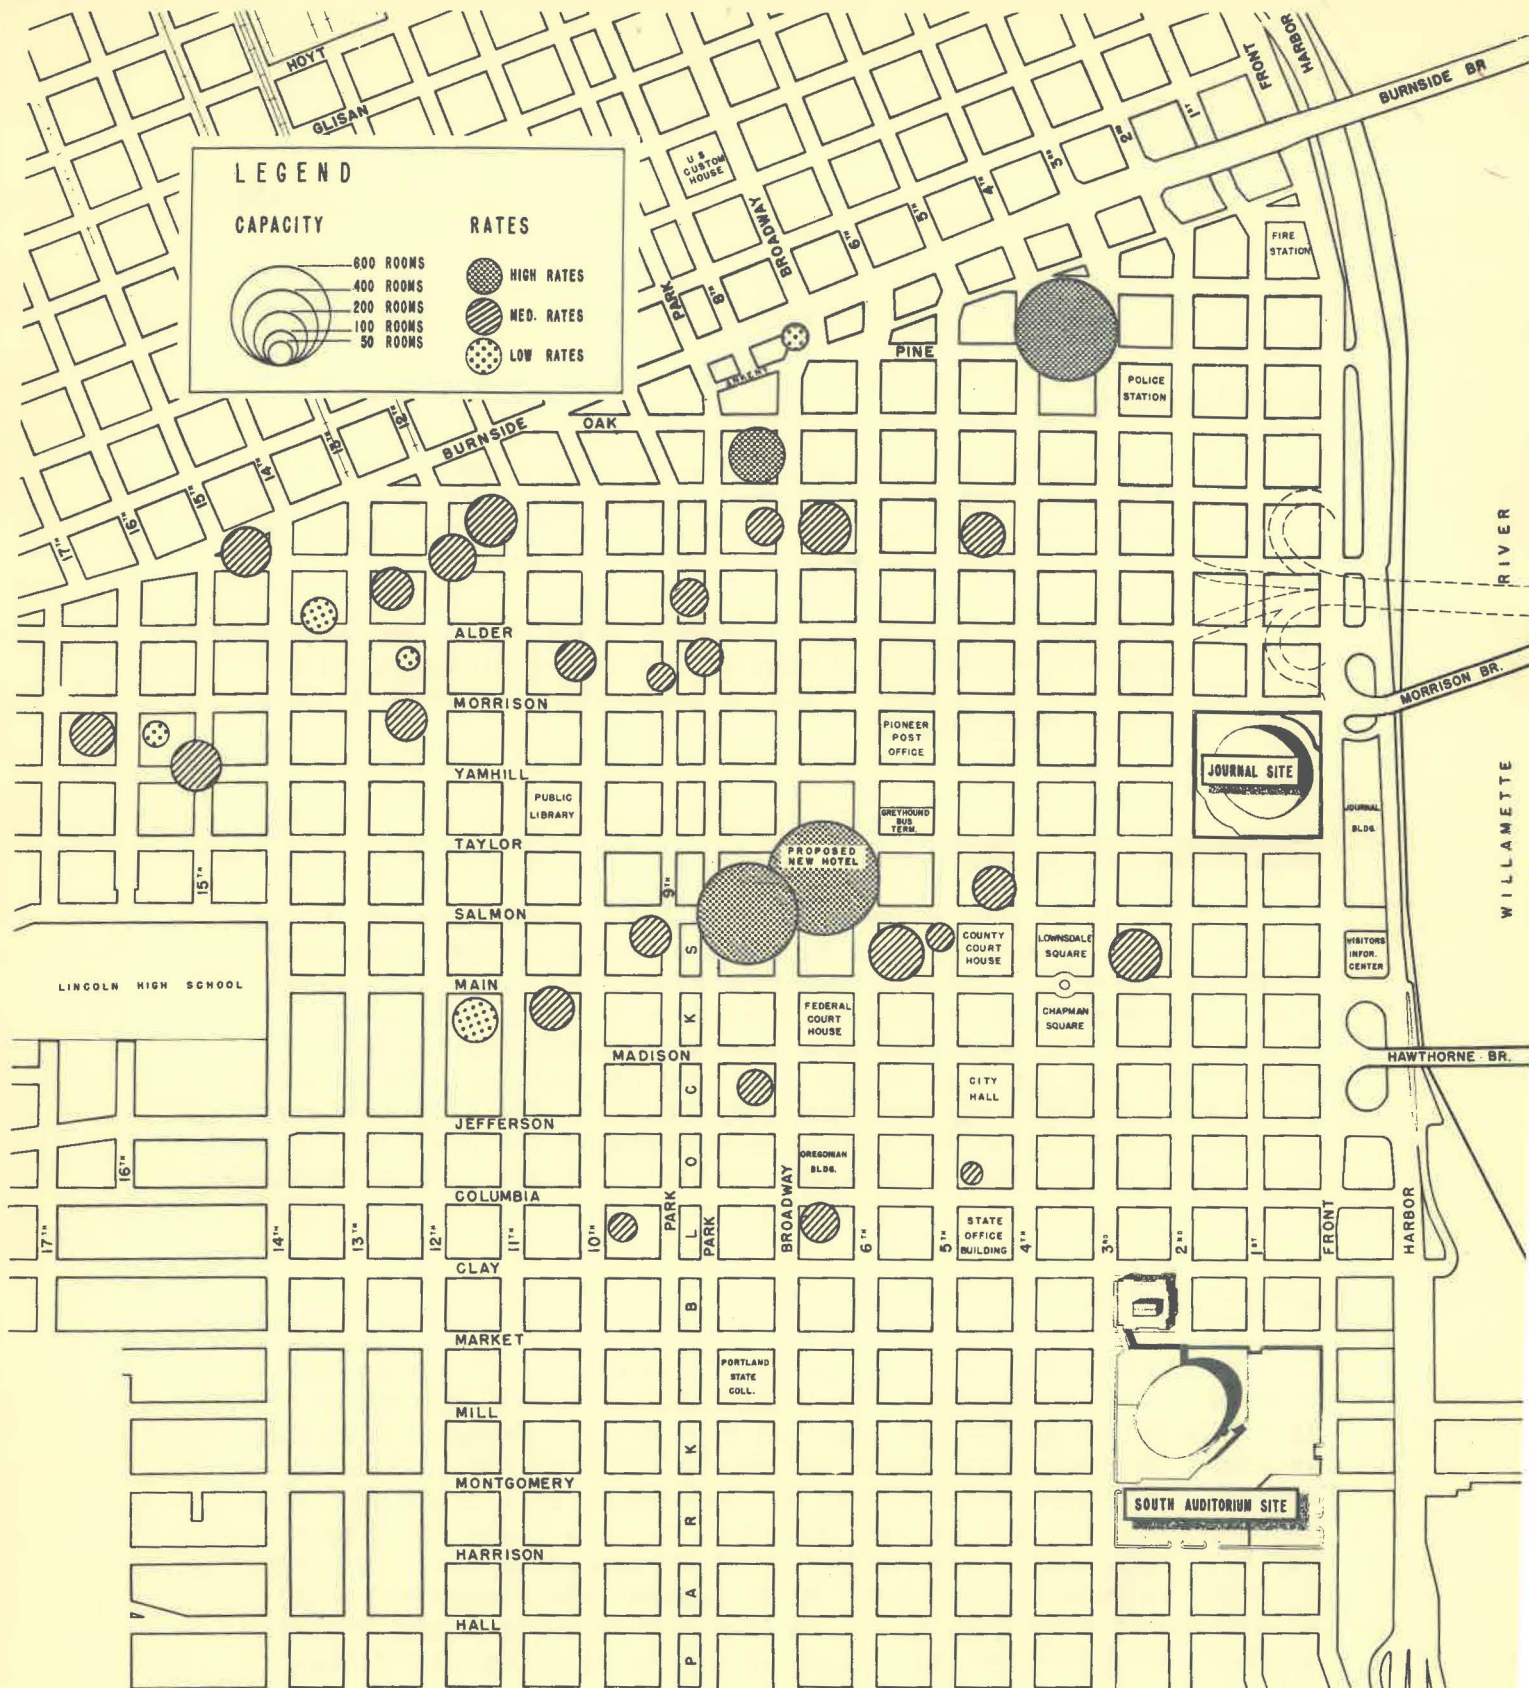 HOYT
GLISAN
FRONT
HARBOR
BURNSIDE BR
1ST
2ND
3RD
4TH
5TH
6TH
U S
CUSTOM
HOUSE
BROADWAY
PARK
8TH
FIRE
STATION
LEGEND
CAPACITY
RATES
600 ROOMS
400 ROOMS
200 ROOMS
100 ROOMS
50 ROOMS
HIGH RATES
MED. RATES
LOW RATES
PINE
ANKENY
POLICE
STATION
OAK
BURNSIDE
12TH
13TH
14TH
15TH
16TH
17TH
ALDER
MORRISON
PIONEER
POST
OFFICE
MORRISON BR.
WILLAMETTE RIVER
JOURNAL SITE
YAMHILL
PUBLIC
LIBRARY
GREYHOUND
BUS
TERM.
JOURNAL
BLDG.
TAYLOR
PROPOSED
NEW HOTEL
15TH
9TH
SALMON
COUNTY
COURT
HOUSE
LOWNSDALE
SQUARE
VISITORS
INFOR.
CENTER
LINCOLN HIGH SCHOOL
MAIN
FEDERAL
COURT
HOUSE
CHAPMAN
SQUARE
MADISON
HAWTHORNE BR.
CITY
HALL
JEFFERSON
16TH
OREGONIAN
BLDG.
COLUMBIA
17TH
14TH
13TH
12TH
11TH
10TH
PARK
PARK
BROADWAY
6TH
5TH
STATE
OFFICE
BUILDING
4TH
3RD
2ND
1ST
FRONT
HARBOR
CLAY
MARKET
PORTLAND
STATE
COLL.
MILL
MONTGOMERY
SOUTH AUDITORIUM SITE
HARRISON
HALL
PARK BLOCKS